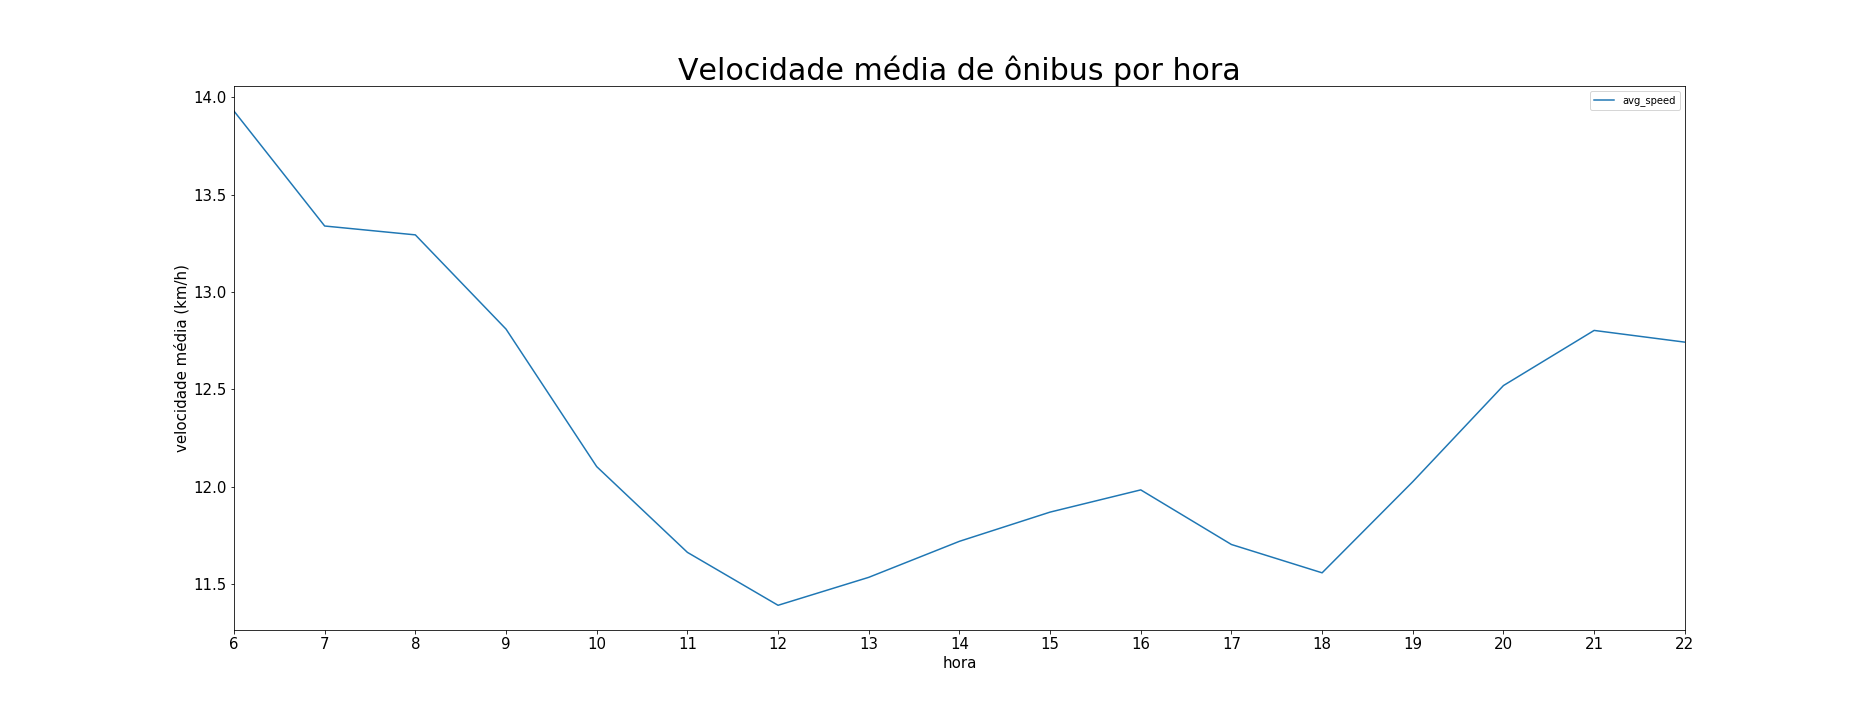 Velocidade média de ônibus por hora
avg_speed
14.0
13.5
13.0
12.5
12.0
11.5
velocidade média (km/h)
6 7 8 9 10 11 12 13 14 15 16 17 18 19 20 21 22
hora